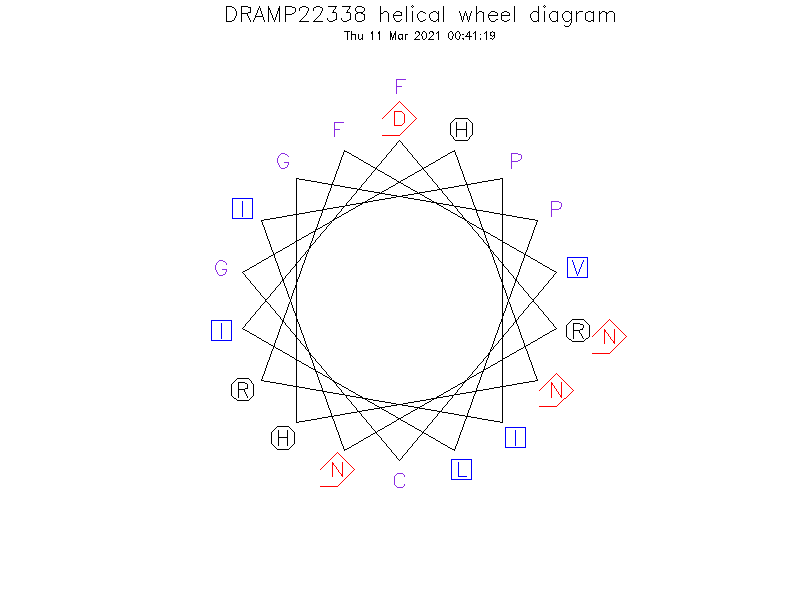 DRAMP22338 helical wheel diagram
Thu 11 Mar 2021 00:41:19
F
D
F H
G P
I P
G V
I R N
R N
H I
N L
C